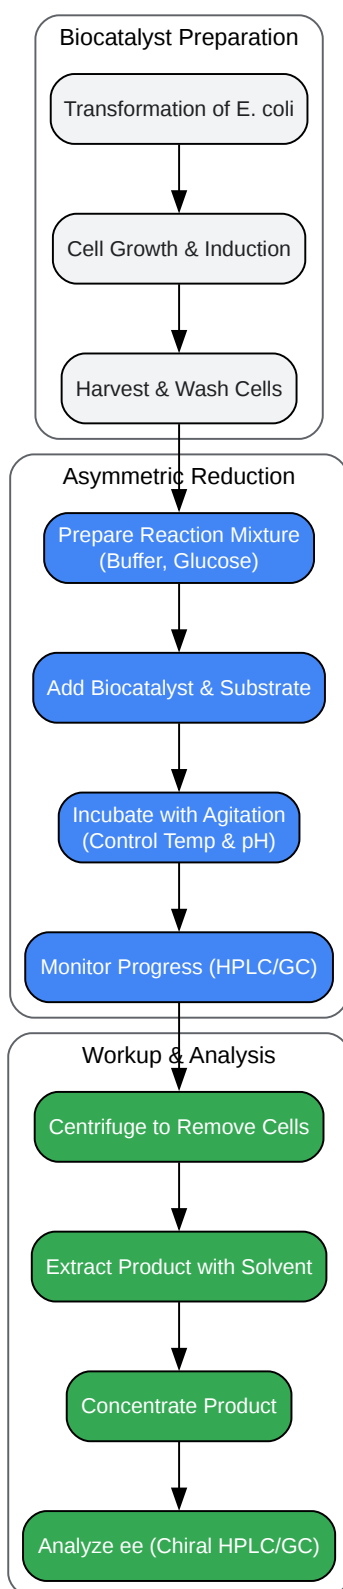 Biocatalyst Preparation
Transformation of E. coli
Cell Growth & Induction
Harvest & Wash Cells
Asymmetric Reduction
Prepare Reaction Mixture
(Buffer, Glucose)
Add Biocatalyst & Substrate
Incubate with Agitation
(Control Temp & pH)
Monitor Progress (HPLC/GC)
Workup & Analysis
Centrifuge to Remove Cells
Extract Product with Solvent
Concentrate Product
Analyze ee (Chiral HPLC/GC)